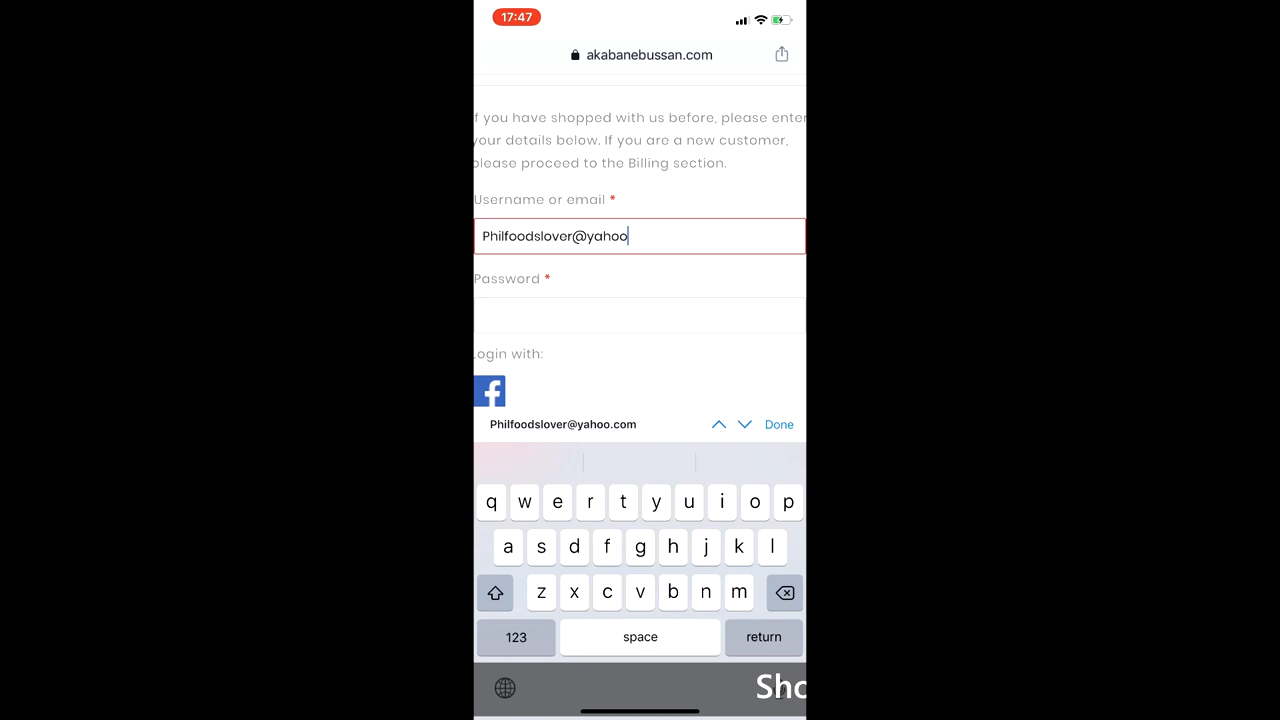 17:47
akabanebussan.com
f you have shopped with us before, please enter
your details below. If you are a new customer,
please proceed to the Billing section.
Username or email *
Philfoodslover@yahoo
Password *
ogin with:
Philfoodslover@yahoo.com Done
q w e r t y u i o p
a s d f g h j k l
z x c v b n m
123 space return
Sho